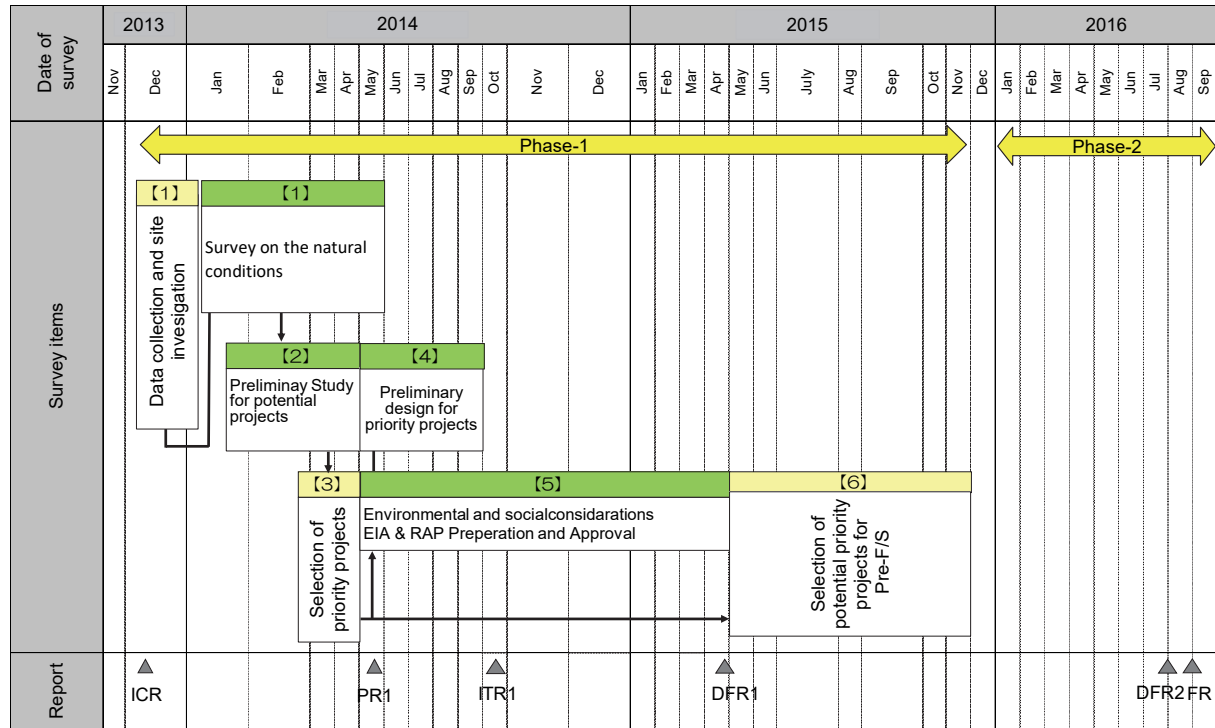 Date of
survey
2013
2014
2015
2016
Nov
Dec
Jan
Feb
Mar
Apr
May
Jun
Jul
Aug
Sep
Oct
Nov
Dec
Jan
Feb
Mar
Apr
May
Jun
July
Aug
Sep
Oct
Nov
Dec
Jan
Feb
Mar
Apr
May
Jun
Jul
Aug
Sep
Survey items
Phase-1
Phase-2
【1】
Data collection and site
invesigation
【1】
Survey on the natural
conditions
【2】
Preliminay Study
for potential
projects
【4】
Preliminary
design for
priority projects
【3】
Selection of
priority projects
【5】
Environmental and socialconsidarations
EIA & RAP Preperation and Approval
【6】
Selection of
potential priority
projects for
Pre-F/S
Report
ICR
PR1
ITR1
DFR1
DFR2
FR